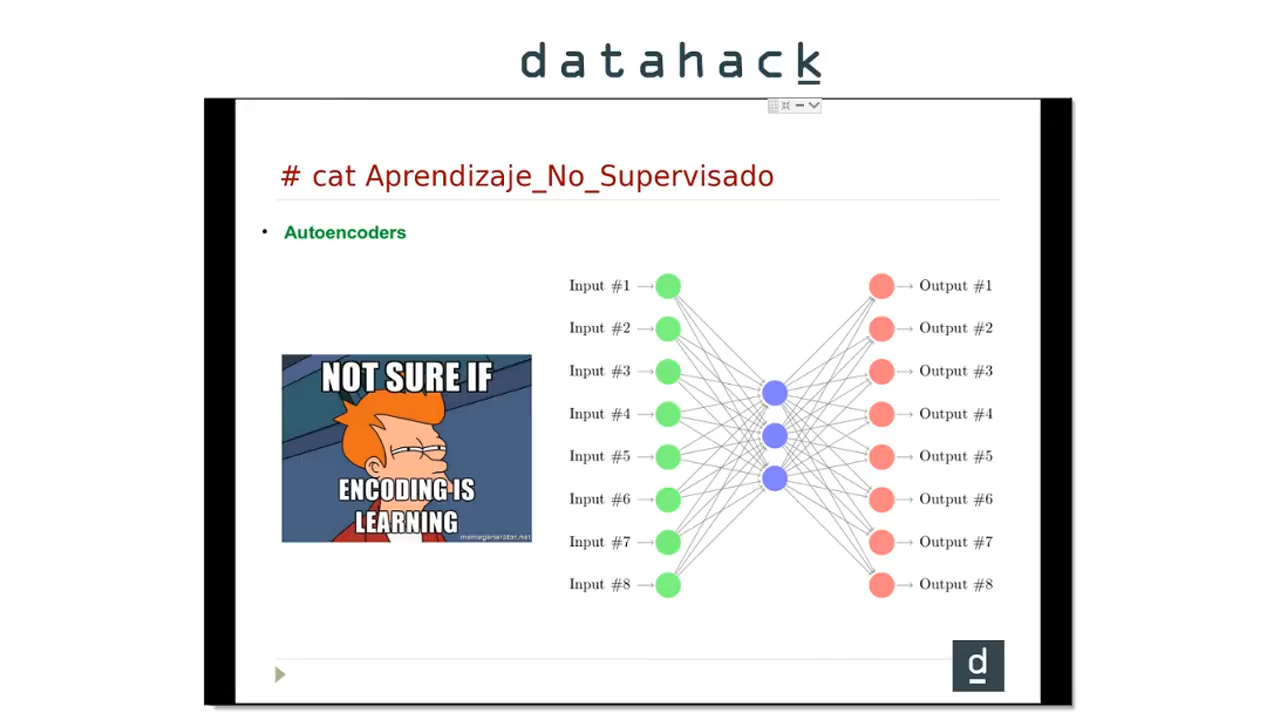 datahack
# cat Aprendizaje_No_Supervisado
• Autoencoders
Input #1
Input #2
Input #3
Input #4
Input #5
Input #6
Input #7
Input #8
Output #1
Output #2
Output #3
Output #4
Output #5
Output #6
Output #7
Output #8
NOT SURE IF
ENCODING IS
LEARNING
memegenerator.net
d